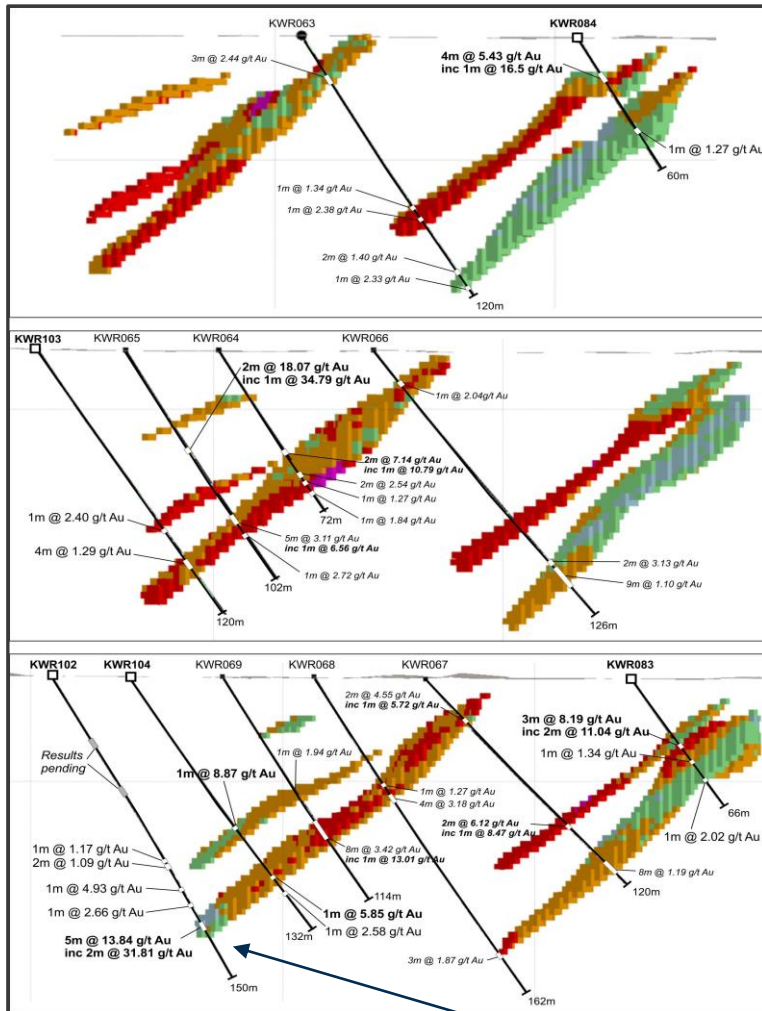 KWR063
KWR084
3m @ 2.44 g/t Au
4m @ 5.43 g/t Au
inc 1m @ 16.5 g/t Au
1m @ 1.27 g/t Au
60m
1m @ 1.34 g/t Au
1m @ 2.38 g/t Au
2m @ 1.40 g/t Au
1m @ 2.33 g/t Au
120m
KWR103
KWR065
KWR064
KWR066
2m @ 18.07 g/t Au
inc 1m @ 34.79 g/t Au
1m @ 2.04g/t Au
2m @ 7.14 g/t Au
inc 1m @ 10.79 g/t Au
2m @ 2.54 g/t Au
1m @ 1.27 g/t Au
1m @ 1.84 g/t Au
72m
1m @ 2.40 g/t Au
5m @ 3.11 g/t Au
inc 1m @ 6.56 g/t Au
4m @ 1.29 g/t Au
1m @ 2.72 g/t Au
102m
120m
2m @ 3.13 g/t Au
9m @ 1.10 g/t Au
126m
KWR102
KWR104
KWR069
KWR068
KWR067
KWR083
2m @ 4.55 g/t Au
inc 1m @ 5.72 g/t Au
3m @ 8.19 g/t Au
inc 2m @ 11.04 g/t Au
1m @ 1.34 g/t Au
Results
pending
1m @ 1.94 g/t Au
1m @ 8.87 g/t Au
1m @ 1.27 g/t Au
4m @ 3.18 g/t Au
66m
2m @ 6.12 g/t Au
inc 1m @ 8.47 g/t Au
1m @ 2.02 g/t Au
8m @ 3.42 g/t Au
inc 1m @ 13.01 g/t Au
1m @ 1.17 g/t Au
2m @ 1.09 g/t Au
8m @ 1.19 g/t Au
120m
1m @ 4.93 g/t Au
114m
1m @ 2.66 g/t Au
1m @ 5.85 g/t Au
1m @ 2.58 g/t Au
132m
5m @ 13.84 g/t Au
inc 2m @ 31.81 g/t Au
3m @ 1.87 g/t Au
150m
162m